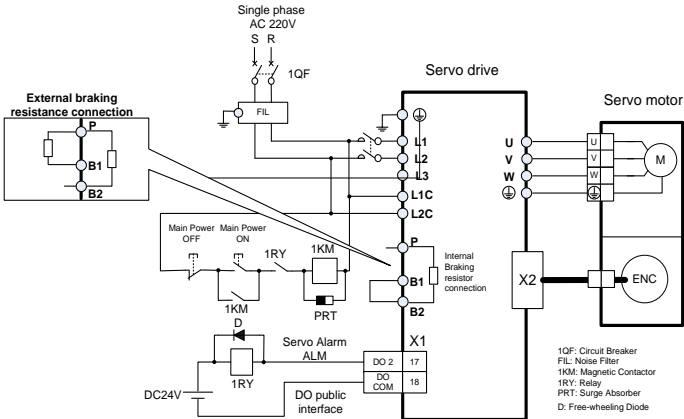 Single phase
AC 220V
S R
1QF
FIL
External braking
resistance connection
P
B1
B2
Servo drive
L1
L2
L3
L1C
L2C
P
B1
B2
Internal
Braking
resistor
connection
U
V
W
X2
Servo motor
U
V
W
M
ENC
Main Power
OFF
Main Power
ON
1RY
1KM
1KM
PRT
D
1RY
Servo Alarm
ALM
DC24V
DO public
interface
X1
DO 2 17
DO
COM 18
1QF: Circuit Breaker
FIL: Noise Filter
1KM: Magnetic Contactor
1RY: Relay
PRT: Surge Absorber
D: Free-wheeling Diode